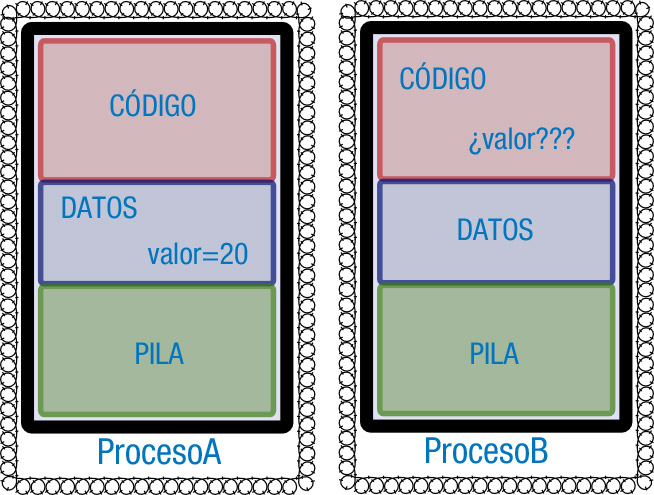 CÓDIGO
DATOS
valor=20
PILA
ProcesoA
CÓDIGO
¿valor???
DATOS
PILA
ProcesoB